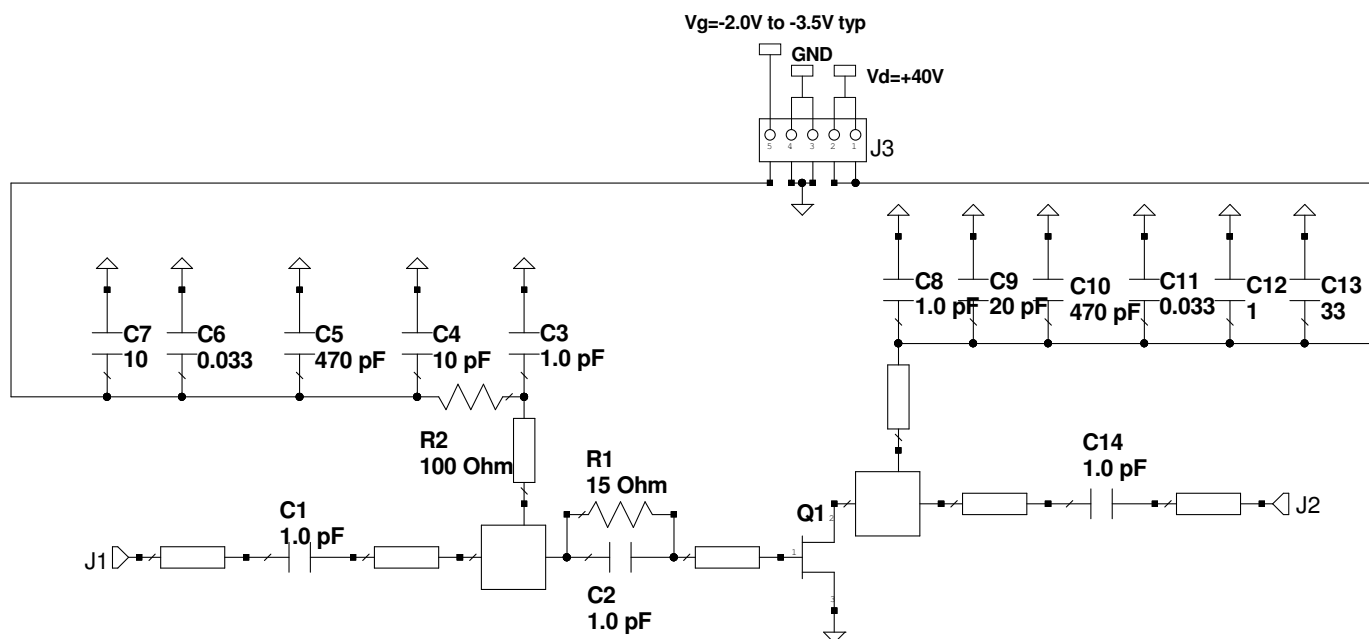 Vg=-2.0V to -3.5V typ
GND
Vd=+40V
5 4 3 2 1
J3
C7
10
C6
0.033
C5
470 pF
C4
10 pF
C3
1.0 pF
C8
1.0 pF
C9
20 pF
C10
470 pF
C11
0.033
C12
1
C13
33
R2
100 Ohm
R1
15 Ohm
C14
1.0 pF
C1
1.0 pF
Q1
2
J2
J1
1
C2
1.0 pF
3